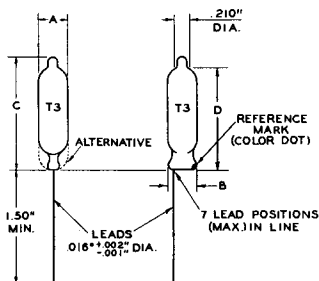 A
.210"
DIA.
C
T3
T3
D
REFERENCE
MARK
(COLOR DOT)
ALTERNATIVE
B
1.50"
MIN.
7 LEAD POSITIONS
(MAX.) IN LINE
LEADS
.016" +.002" -.001" DIA.